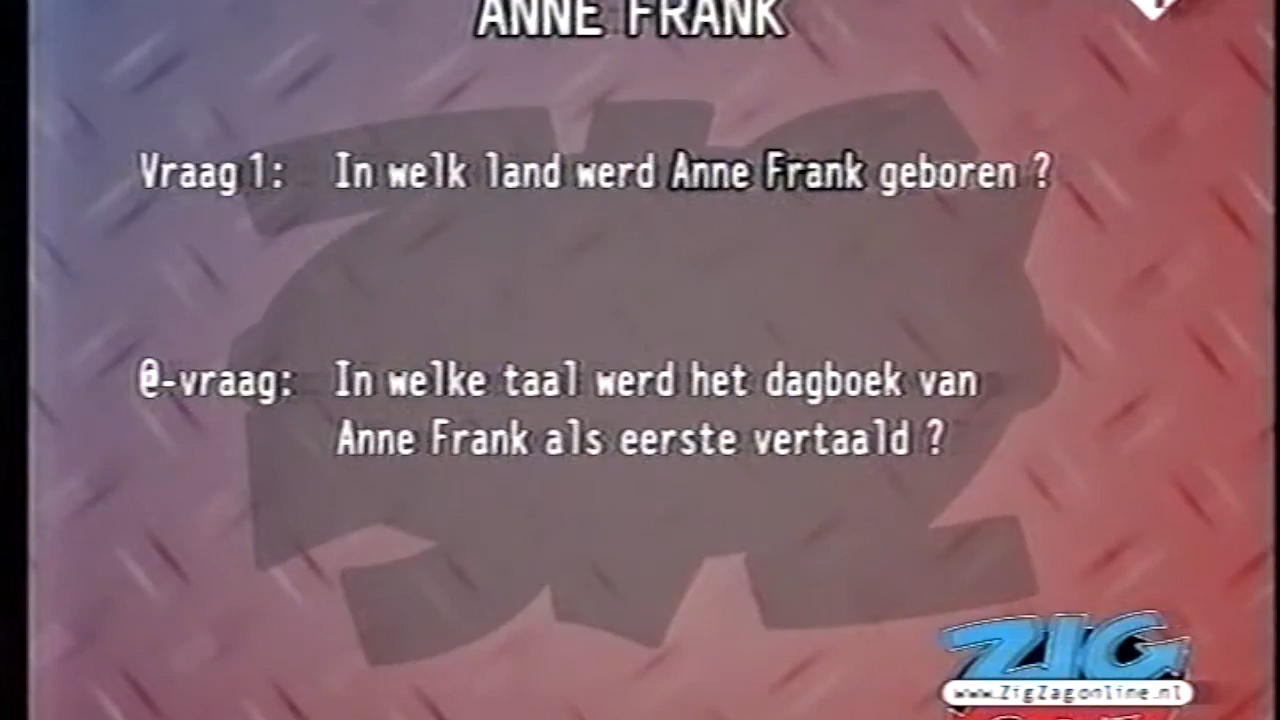 ANNE FRANK
Vraag 1: In welk land werd Anne Frank geboren ?
@-vraag: In welke taal werd het dagboek van
Anne Frank als eerste vertaald ?
ZIG
www.ZigZagonline.nl